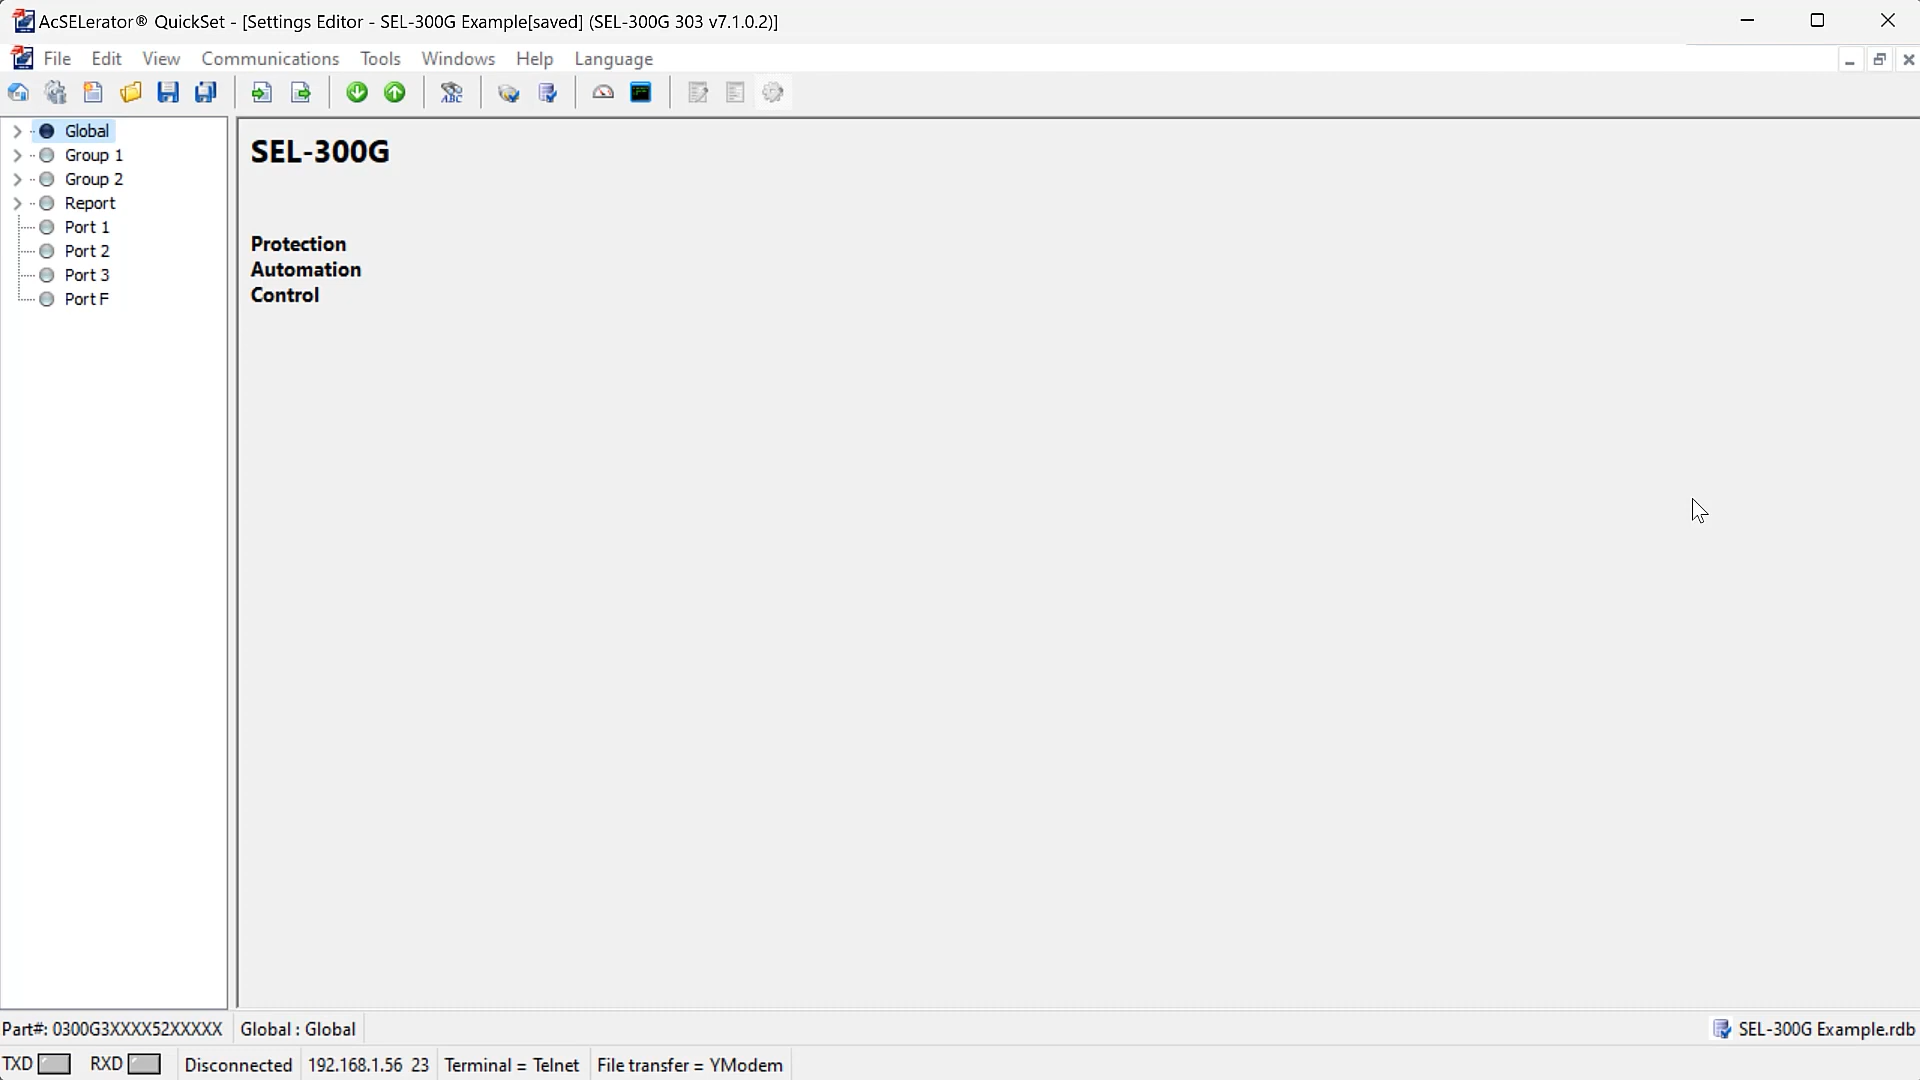 AcSELerator® QuickSet - [Settings Editor - SEL-300G Example[saved] (SEL-300G 303 v7.1.0.2)]
File Edit View Communications Tools Windows Help Language
ABC
Global
Group 1
Group 2
Report
Port 1
Port 2
Port 3
Port F
SEL-300G
Protection
Automation
Control
Part#: 0300G3XXXX52XXXXX Global : Global SEL-300G Example.rdb
TXD RXD Disconnected 192.168.1.56 23 Terminal = Telnet File transfer = YModem